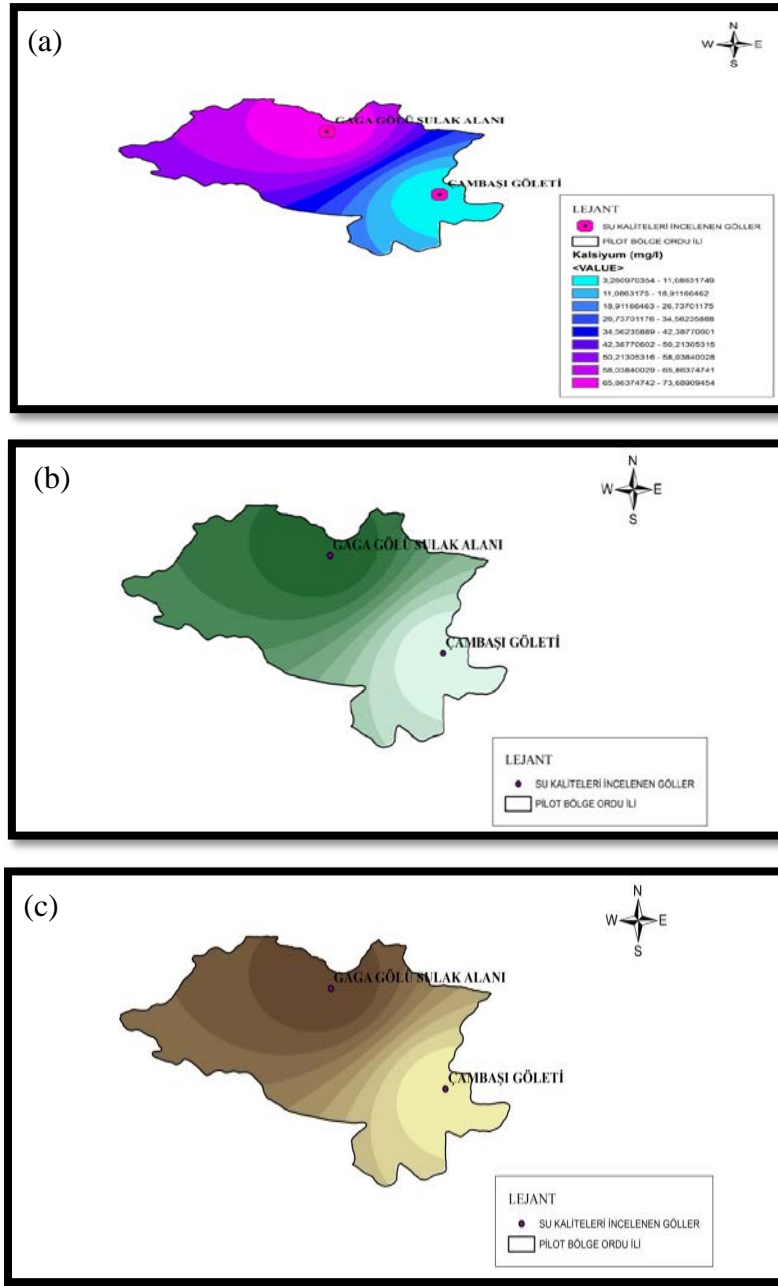 (a)
N
W E
S
GAGA GÖLÜ SULAK ALANI
ÇAMBAŞI GÖLETİ
LEJANT
SU KALİTELERİ İNCELENEN GÖLLER
PİLOT BÖLGE ORDU İLİ
Kalsiyum (mg/l)
<VALUE>
3,260970354 - 11,08631749
11,0863175 - 18,91166462
18,91166463 - 26,73701175
26,73701176 - 34,56235888
34,56235889 - 42,38770601
42,38770602 - 50,21305315
50,21305316 - 58,03840028
58,03840029 - 65,86374741
65,86374742 - 73,68909454
(b)
N
W E
S
GAGA GÖLÜ SULAK ALANI
ÇAMBAŞI GÖLETİ
LEJANT
SU KALİTELERİ İNCELENEN GÖLLER
PİLOT BÖLGE ORDU İLİ
(c)
N
W E
S
GAGA GÖLÜ SULAK ALANI
ÇAMBAŞI GÖLETİ
LEJANT
SU KALİTELERİ İNCELENEN GÖLLER
PİLOT BÖLGE ORDU İLİ